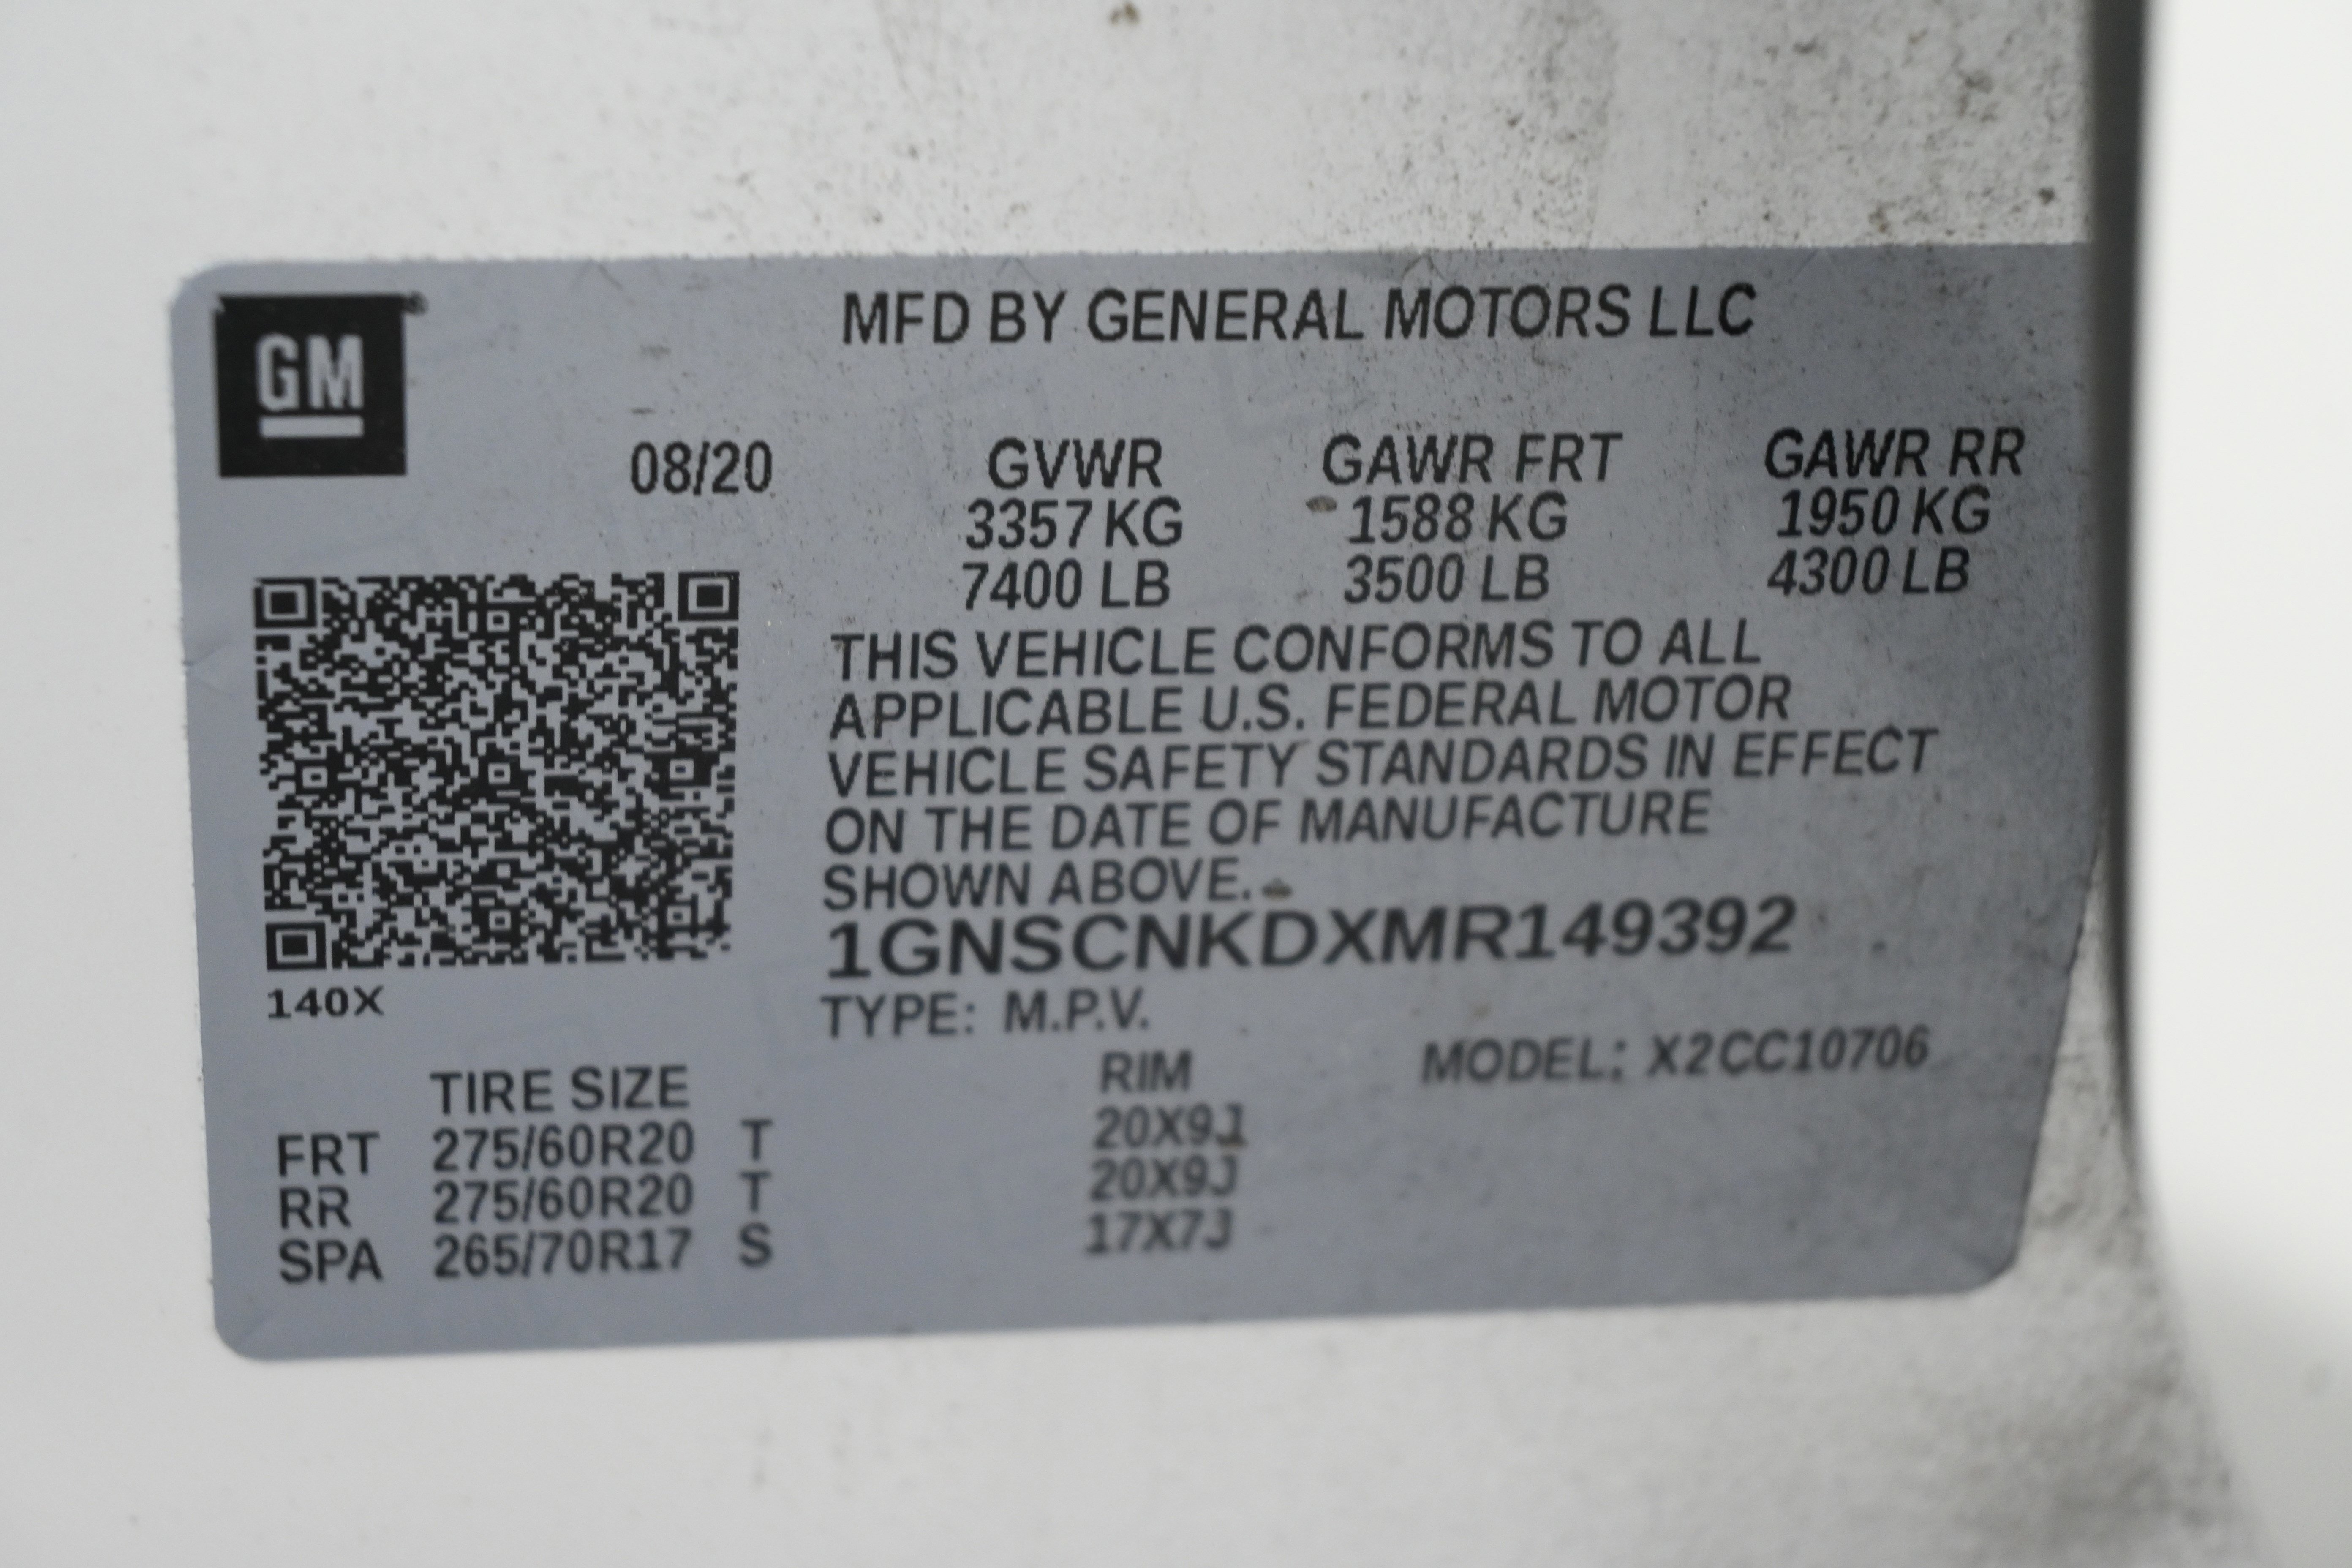 GM®
MFD BY GENERAL MOTORS LLC
08/20 GVWR GAWR FRT GAWR RR
3357 KG 1588 KG 1950 KG
7400 LB 3500 LB 4300 LB
THIS VEHICLE CONFORMS TO ALL
APPLICABLE U.S. FEDERAL MOTOR
VEHICLE SAFETY STANDARDS IN EFFECT
ON THE DATE OF MANUFACTURE
SHOWN ABOVE.
1GNSCNKDXMR149392
140X
TYPE: M.P.V.
MODEL: X2CC10706
TIRE SIZE RIM
FRT 275/60R20 T 20X9J
RR 275/60R20 T 20X9J
SPA 265/70R17 S 17X7J